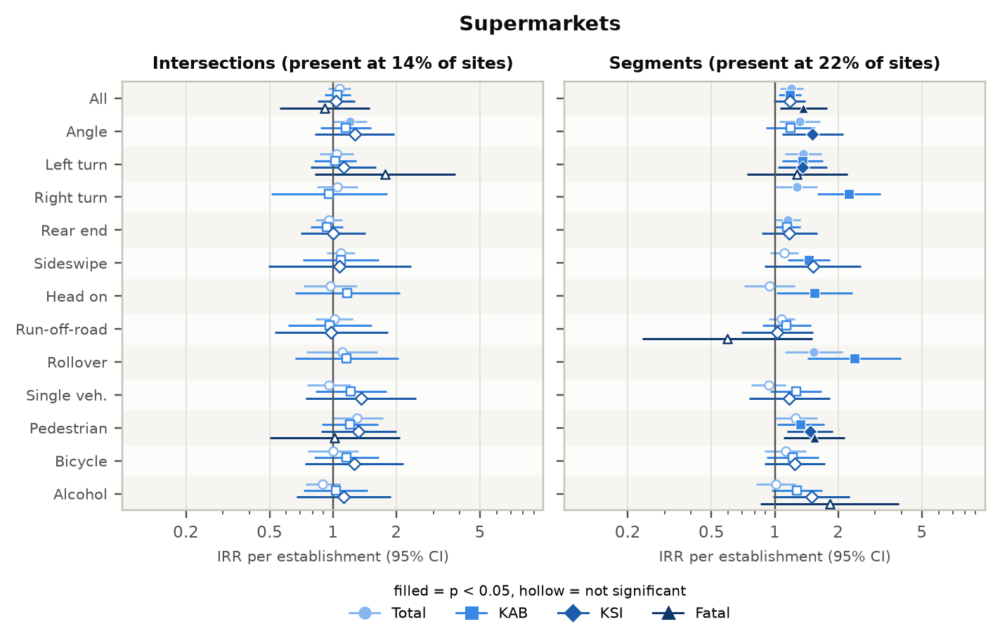 Supermarkets
Intersections (present at 14% of sites)
Segments (present at 22% of sites)
All
Angle
Left turn
Right turn
Rear end
Sideswipe
Head on
Run-off-road
Rollover
Single veh.
Pedestrian
Bicycle
Alcohol
0.2 0.5 1 2 5
0.2 0.5 1 2 5
IRR per establishment (95% CI)
IRR per establishment (95% CI)
filled = p < 0.05, hollow = not significant
Total KAB KSI Fatal